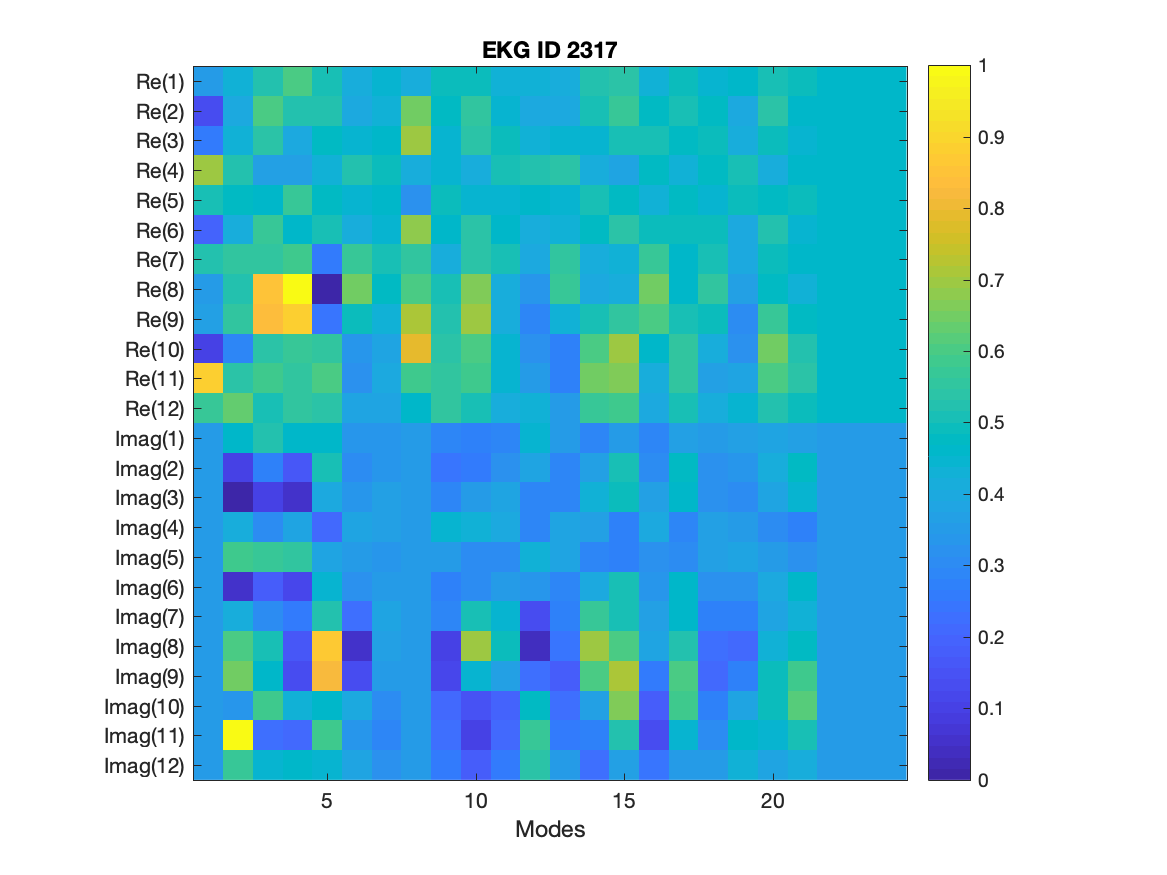 EKG ID 2317
Re(1)
Re(2)
Re(3)
Re(4)
Re(5)
Re(6)
Re(7)
Re(8)
Re(9)
Re(10)
Re(11)
Re(12)
Imag(1)
Imag(2)
Imag(3)
Imag(4)
Imag(5)
Imag(6)
Imag(7)
Imag(8)
Imag(9)
Imag(10)
Imag(11)
Imag(12)
5 10 15 20
Modes
1
0.9
0.8
0.7
0.6
0.5
0.4
0.3
0.2
0.1
0